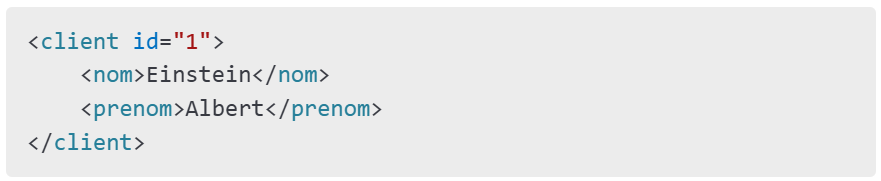 <client id="1">
    <nom>Einstein</nom>
    <prenom>Albert</prenom>
</client>